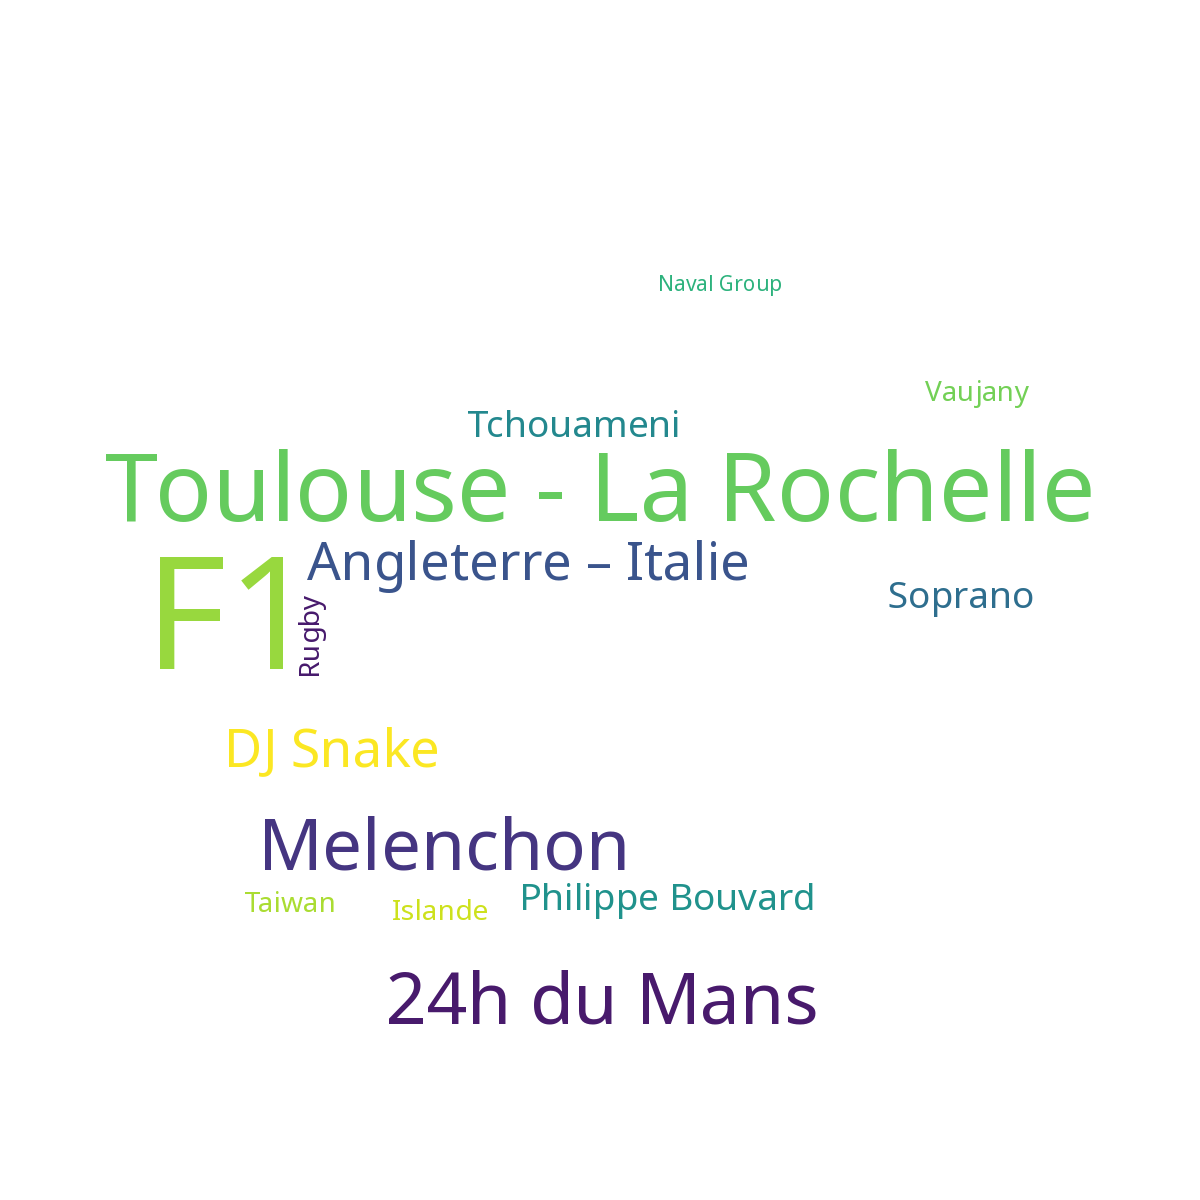 Naval Group
Vaujany
Tchouameni
Toulouse - La Rochelle
Angleterre – Italie
F1
Rugby
Soprano
DJ Snake
Melenchon
Taiwan
Islande
Philippe Bouvard
24h du Mans